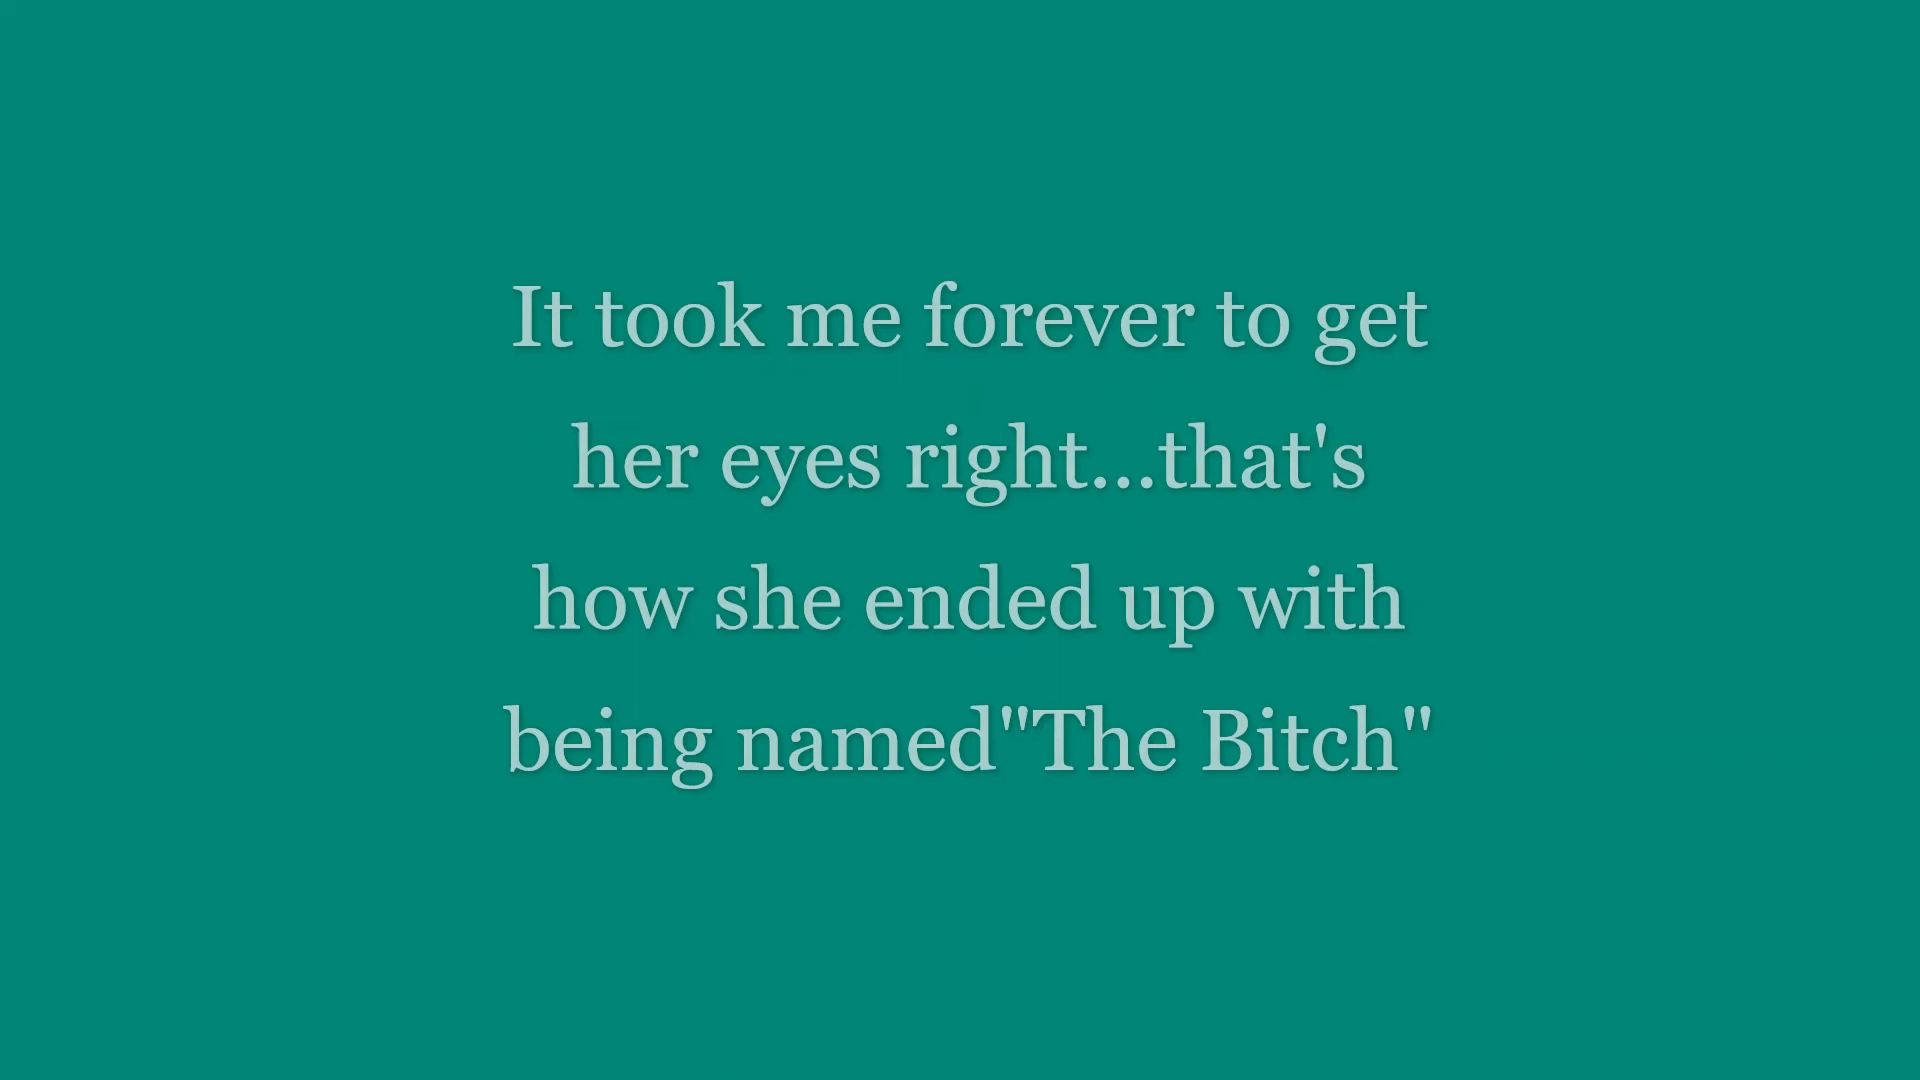 It took me forever to get
her eyes right...that's
how she ended up with
being named"The Bitch"